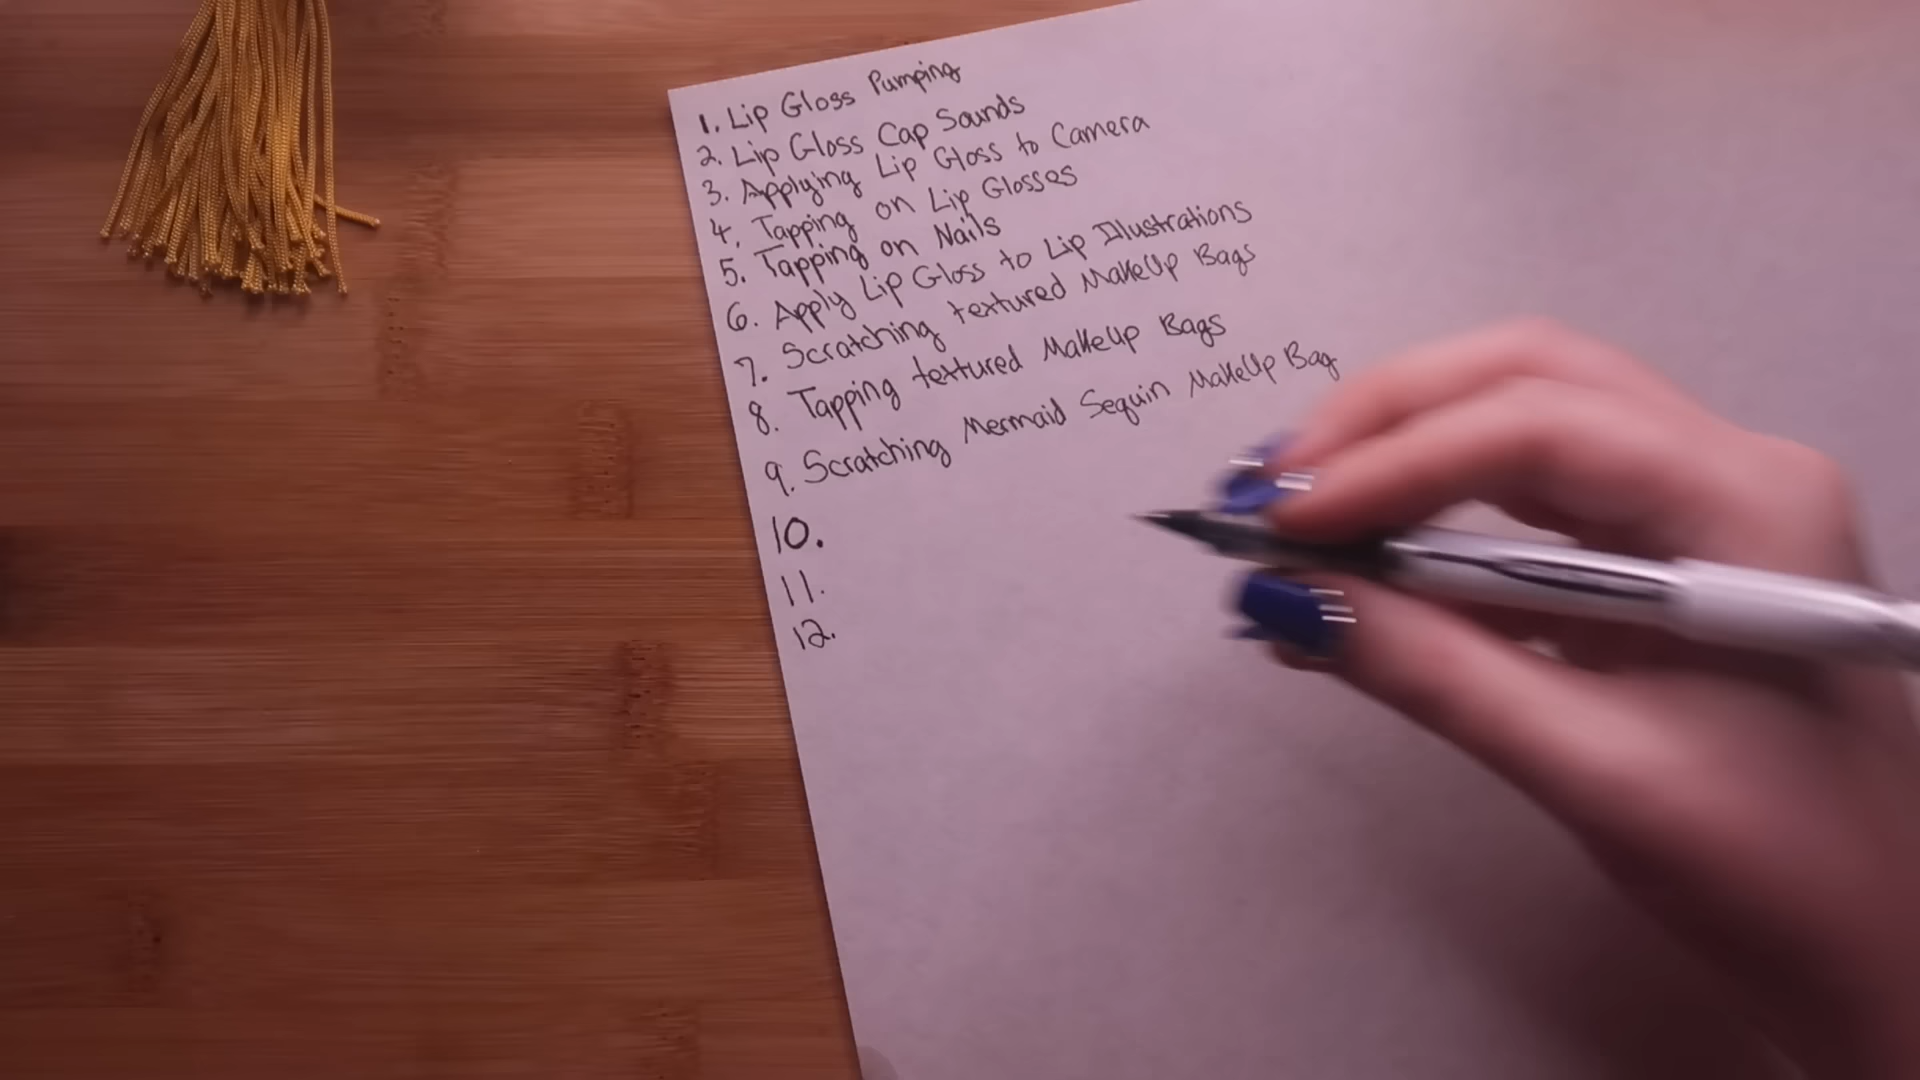 1. Lip Gloss Pumping
2. Lip Gloss Cap Sounds
3. Applying Lip Gloss to Camera
4. Tapping on Lip Glosses
5. Tapping on Nails
6. Apply Lip Gloss to Lip Illustrations
7. Scratching textured MakeUp Bags
8. Tapping textured MakeUp Bags
9. Scratching Mermaid Sequin MakeUp Bag
10.
11.
12.